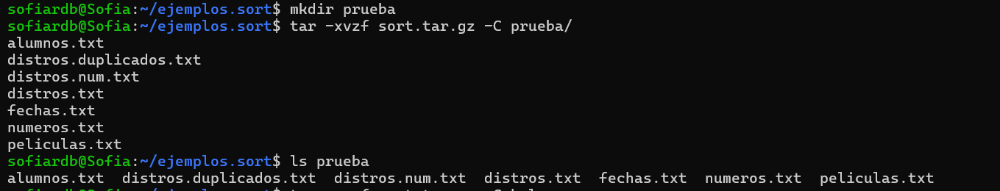 sofiardb@Sofia:~/ejemplos.sort$ mkdir prueba
sofiardb@Sofia:~/ejemplos.sort$ tar -xvzf sort.tar.gz -C prueba/
alumnos.txt
distros.duplicados.txt
distros.num.txt
distros.txt
fechas.txt
numeros.txt
peliculas.txt
sofiardb@Sofia:~/ejemplos.sort$ ls prueba
alumnos.txt  distros.duplicados.txt  distros.num.txt  distros.txt  fechas.txt  numeros.txt  peliculas.txt